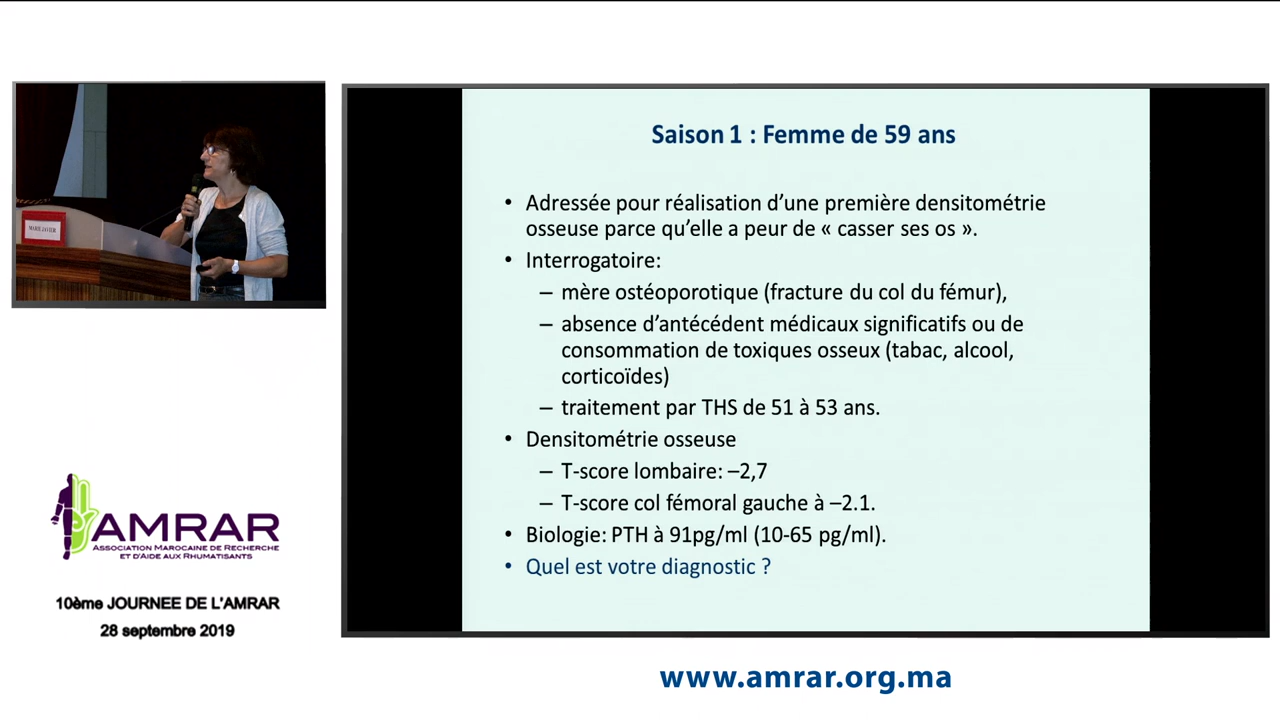 MARIE JAVIER
Saison 1 : Femme de 59 ans
• Adressée pour réalisation d'une première densitométrie
osseuse parce qu'elle a peur de « casser ses os ».
• Interrogatoire:
– mère ostéoporotique (fracture du col du fémur),
– absence d'antécédent médicaux significatifs ou de
consommation de toxiques osseux (tabac, alcool,
corticoïdes)
– traitement par THS de 51 à 53 ans.
• Densitométrie osseuse
– T-score lombaire: –2,7
– T-score col fémoral gauche à –2.1.
• Biologie: PTH à 91pg/ml (10-65 pg/ml).
• Quel est votre diagnostic ?
AMRAR
ASSOCIATION MAROCAINE DE RECHERCHE
ET D'AIDE AUX RHUMATISANTS
10ème JOURNEE DE L'AMRAR
28 septembre 2019
www.amrar.org.ma